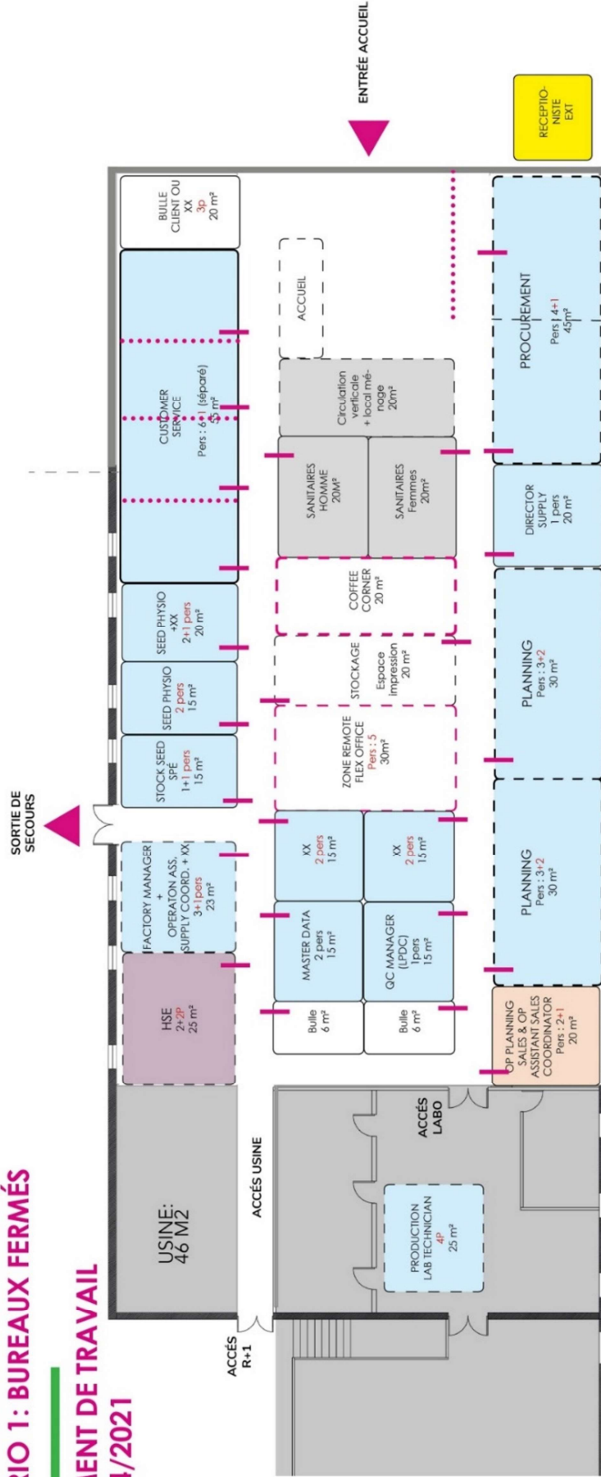 RIO 1: BUREAUX FERMÉS
MENT DE TRAVAIL
4/2021
SORTIE DE
SECOURS
ENTRÉE ACCUEIL
USINE:
46 M2
HSE
2+2P
25 m²
FACTORY MANAGER
+
OPERATON ASS,
SUPPLY COORD. + XX
3+1pers
23 m²
STOCK SEED
SPÉ
1+1 pers
15 m²
SEED PHYSIO
2 pers
15 m²
SEED PHYSIO
+XX
2+1 pers
20 m²
CUSTOMER
SERVICE
Pers : 6+1 (séparé)
55 m²
BULLE
CLIENT OU
XX
3p
20 m²
ACCÉS
R+1
ACCÉS USINE
Bulle
6 m²
MASTER DATA
2 pers
15 m²
XX
2 pers
15 m²
Bulle
6 m²
QC MANAGER
(LPDC)
1pers
15 m²
XX
2 pers
15 m²
ZONE REMOTE
FLEX OFFICE
Pers : 5
30m²
STOCKAGE
Espace
impression
20 m²
COFFEE
CORNER
20 m²
SANITAIRES
HOMME
20M²
SANITAIRES
Femmes
20m²
Circulation
verticale
+ local mé-
nage
20m²
ACCUEIL
ACCÉS
LABO
PRODUCTION
LAB TECHNICIAN
4P
25 m²
OP PLANNING
SALES & OP
ASSISTANT SALES
COORDINATOR
Pers : 2+1
20 m²
PLANNING
Pers : 3+2
30 m²
PLANNING
Pers : 3+2
30 m²
DIRECTOR
SUPPLY
1 pers
20 m²
PROCUREMENT
Pers : 4+1
45m²
RECEPTIO-
NISTE
EXT